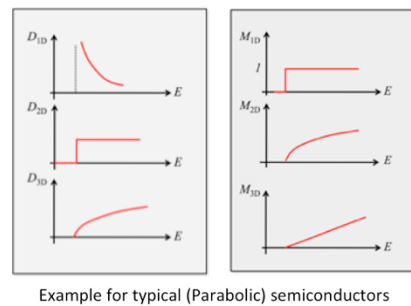 D1D
E
D2D
E
D3D
E
M1D
1
E
M2D
E
M3D
E
Example for typical (Parabolic) semiconductors